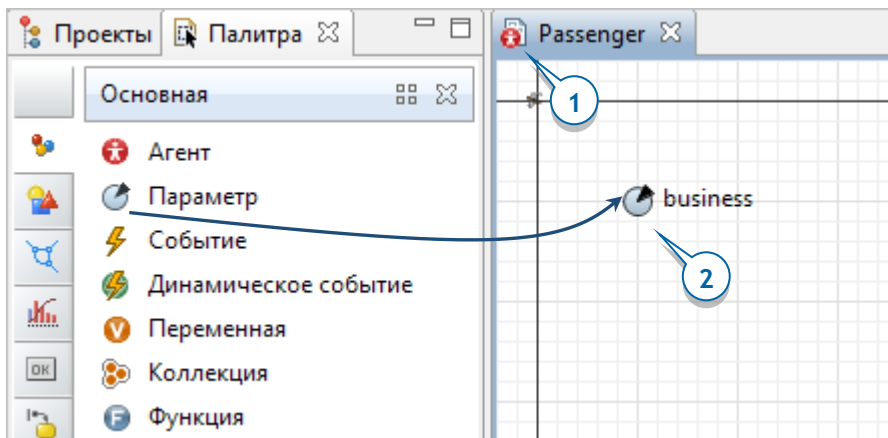 Проекты
Палитра
Passenger
Основная
1
Агент
Параметр
business
Событие
2
Динамическое событие
Переменная
OK
Коллекция
Функция